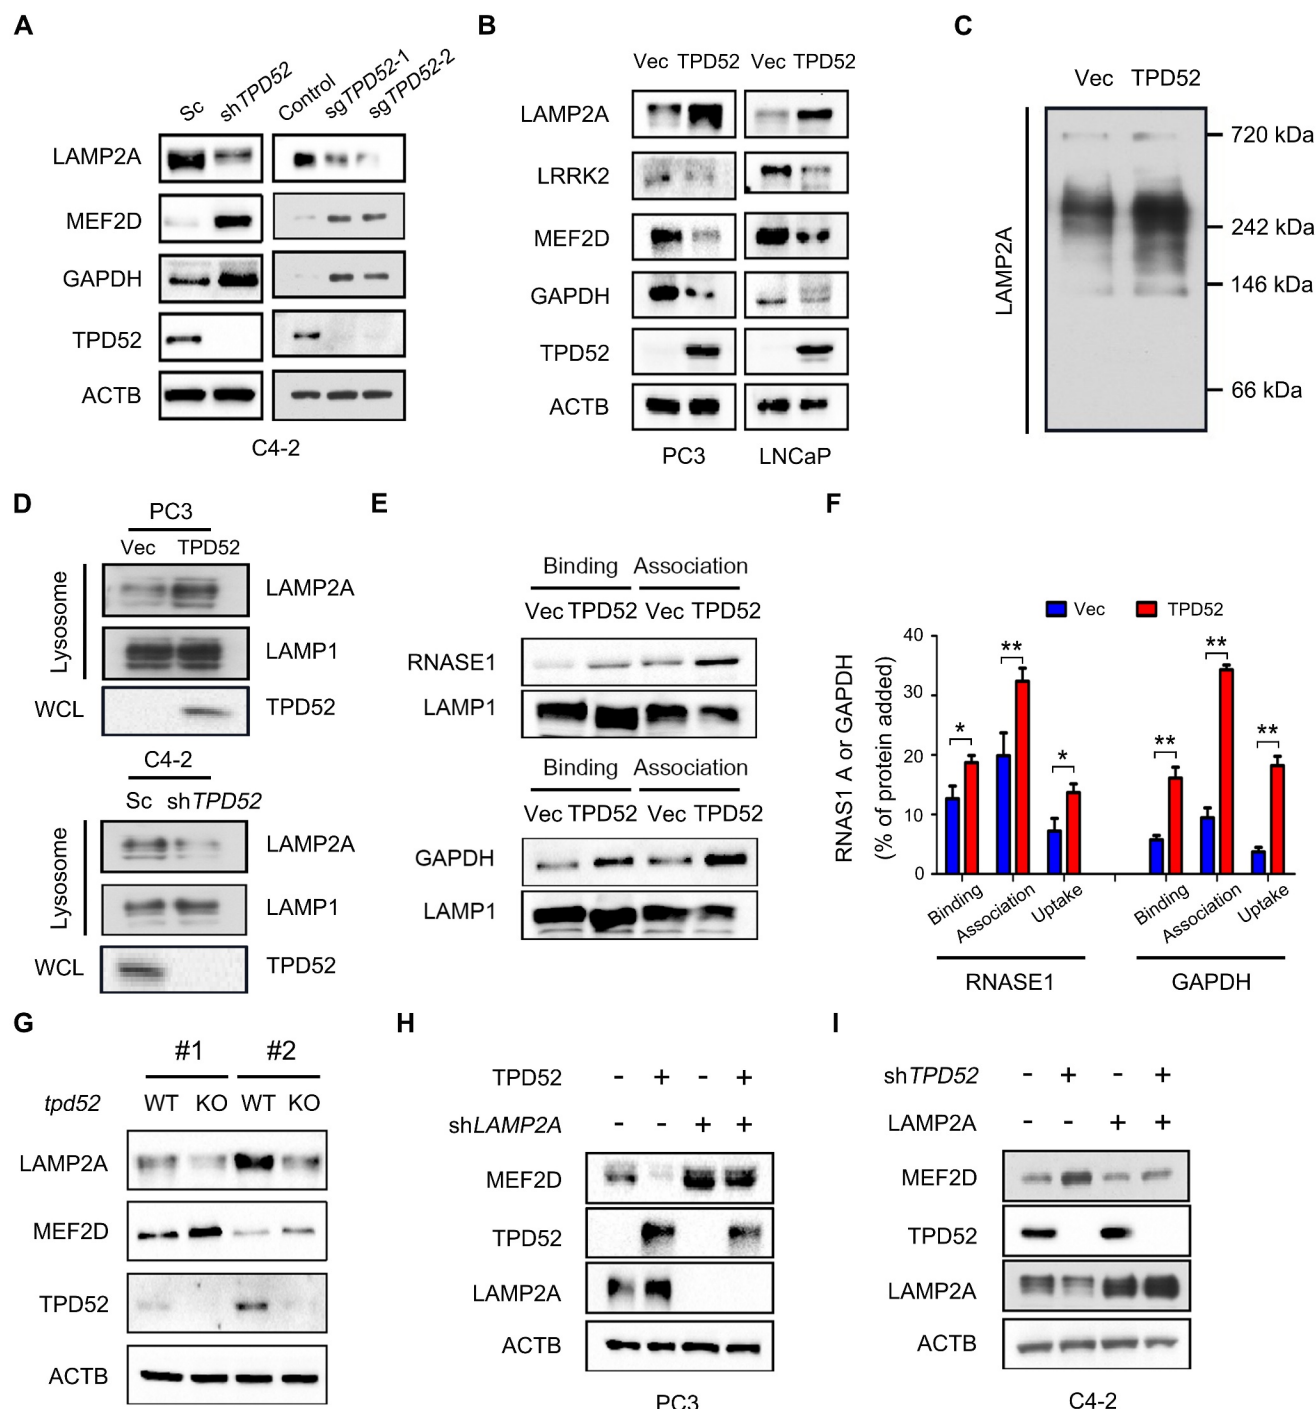 A
Sc
shTPD52
Control
sgTPD52-1
sgTPD52-2
LAMP2A
MEF2D
GAPDH
TPD52
ACTB
C4-2
B
Vec TPD52 Vec TPD52
LAMP2A
LRRK2
MEF2D
GAPDH
TPD52
ACTB
PC3 LNCaP
C
Vec TPD52
LAMP2A
720 kDa
242 kDa
146 kDa
66 kDa
D
PC3
Vec TPD52
Lysosome
LAMP2A
LAMP1
WCL TPD52
C4-2
Sc shTPD52
Lysosome
LAMP2A
LAMP1
WCL TPD52
E
Binding Association
Vec TPD52 Vec TPD52
RNASE1
LAMP1
Binding Association
Vec TPD52 Vec TPD52
GAPDH
LAMP1
F
Vec TPD52
RNAS1 A or GAPDH
(% of protein added)
40
30
20
10
0
* ** * ** ** **
Binding Association Uptake Binding Association Uptake
RNASE1 GAPDH
G
#1 #2
tpd52 WT KO WT KO
LAMP2A
MEF2D
TPD52
ACTB
H
TPD52 - + - +
shLAMP2A - - + +
MEF2D
TPD52
LAMP2A
ACTB
PC3
I
shTPD52 - + - +
LAMP2A - - + +
MEF2D
TPD52
LAMP2A
ACTB
C4-2